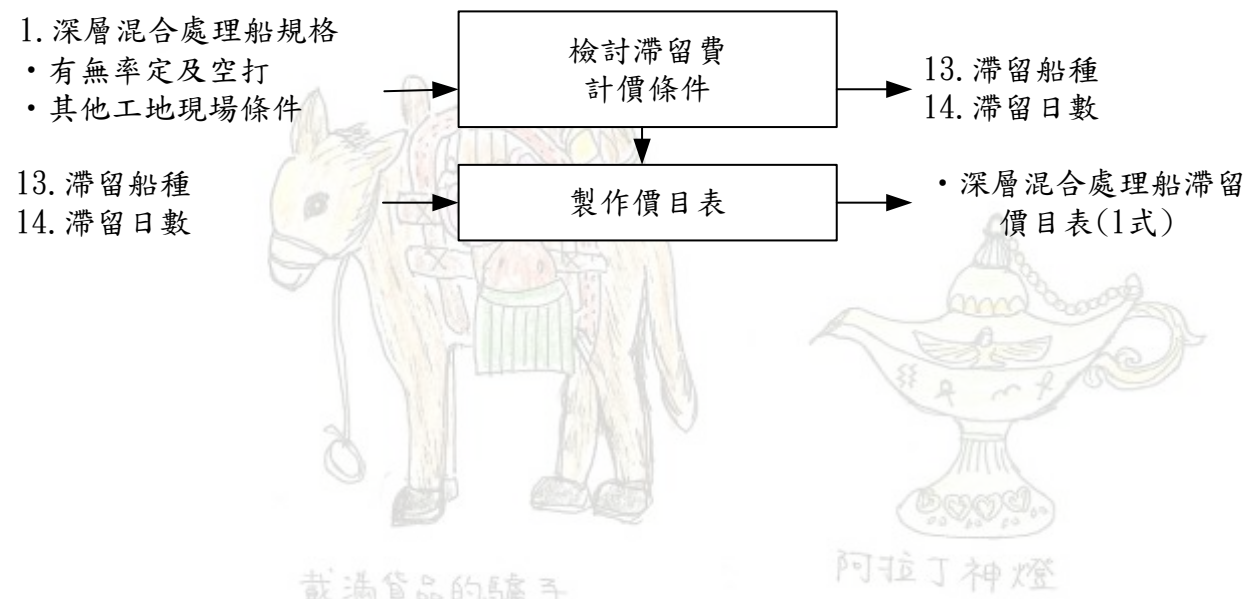 1. 深層混合處理船規格
・有無率定及空打
・其他工地現場條件
檢討滯留費
計價條件
13. 滯留船種
14. 滯留日數
13. 滯留船種
14. 滯留日數
製作價目表
・深層混合處理船滯留
價目表(1式)
載滿貨品的驢子
阿拉丁神燈